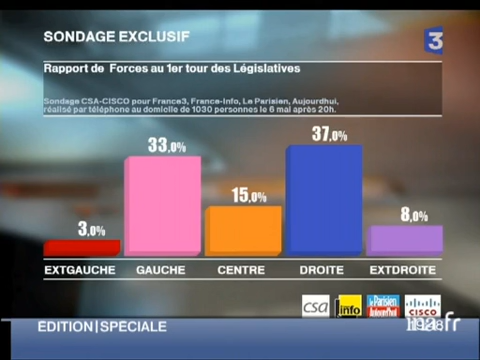 SONDAGE EXCLUSIF
3
Rapport de Forces au 1er tour des Législatives
Sondage CSA-CISCO pour France3, France-Info, Le Parisien, Aujourdhui,
réalisé par téléphone au domicile de 1030 personnes le 6 mai après 20h.
3,0% 33,0% 15,0% 37,0% 8,0%
EXTGAUCHE GAUCHE CENTRE DROITE EXTDROITE
csa info le Parisien Aujourd'hui CISCO
EDITION|SPÉCIALE
ina.fr